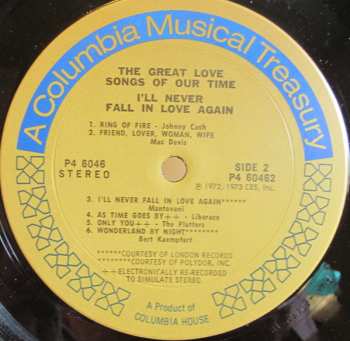 A Columbia Musical Treasury
THE GREAT LOVE
SONGS OF OUR TIME
I'LL NEVER
FALL IN LOVE AGAIN
1. RING OF FIRE - Johnny Cash
2. FRIEND, LOVER, WOMAN, WIFE
Mac Davis
P4 6046
STEREO
SIDE 2
P4 60462
℗ 1972, 1973 CBS, Inc.
3. I'LL NEVER FALL IN LOVE AGAIN******
Mantovani
4. AS TIME GOES BY++ - Liberace
5. ONLY YOU++ - The Platters
6. WONDERLAND BY NIGHT********
Bert Kaempfert
******COURTESY OF LONDON RECORDS
********COURTESY OF POLYDOR, INC.
++ELECTRONICALLY RE-RECORDED
TO SIMULATE STEREO.
A Product of
COLUMBIA HOUSE